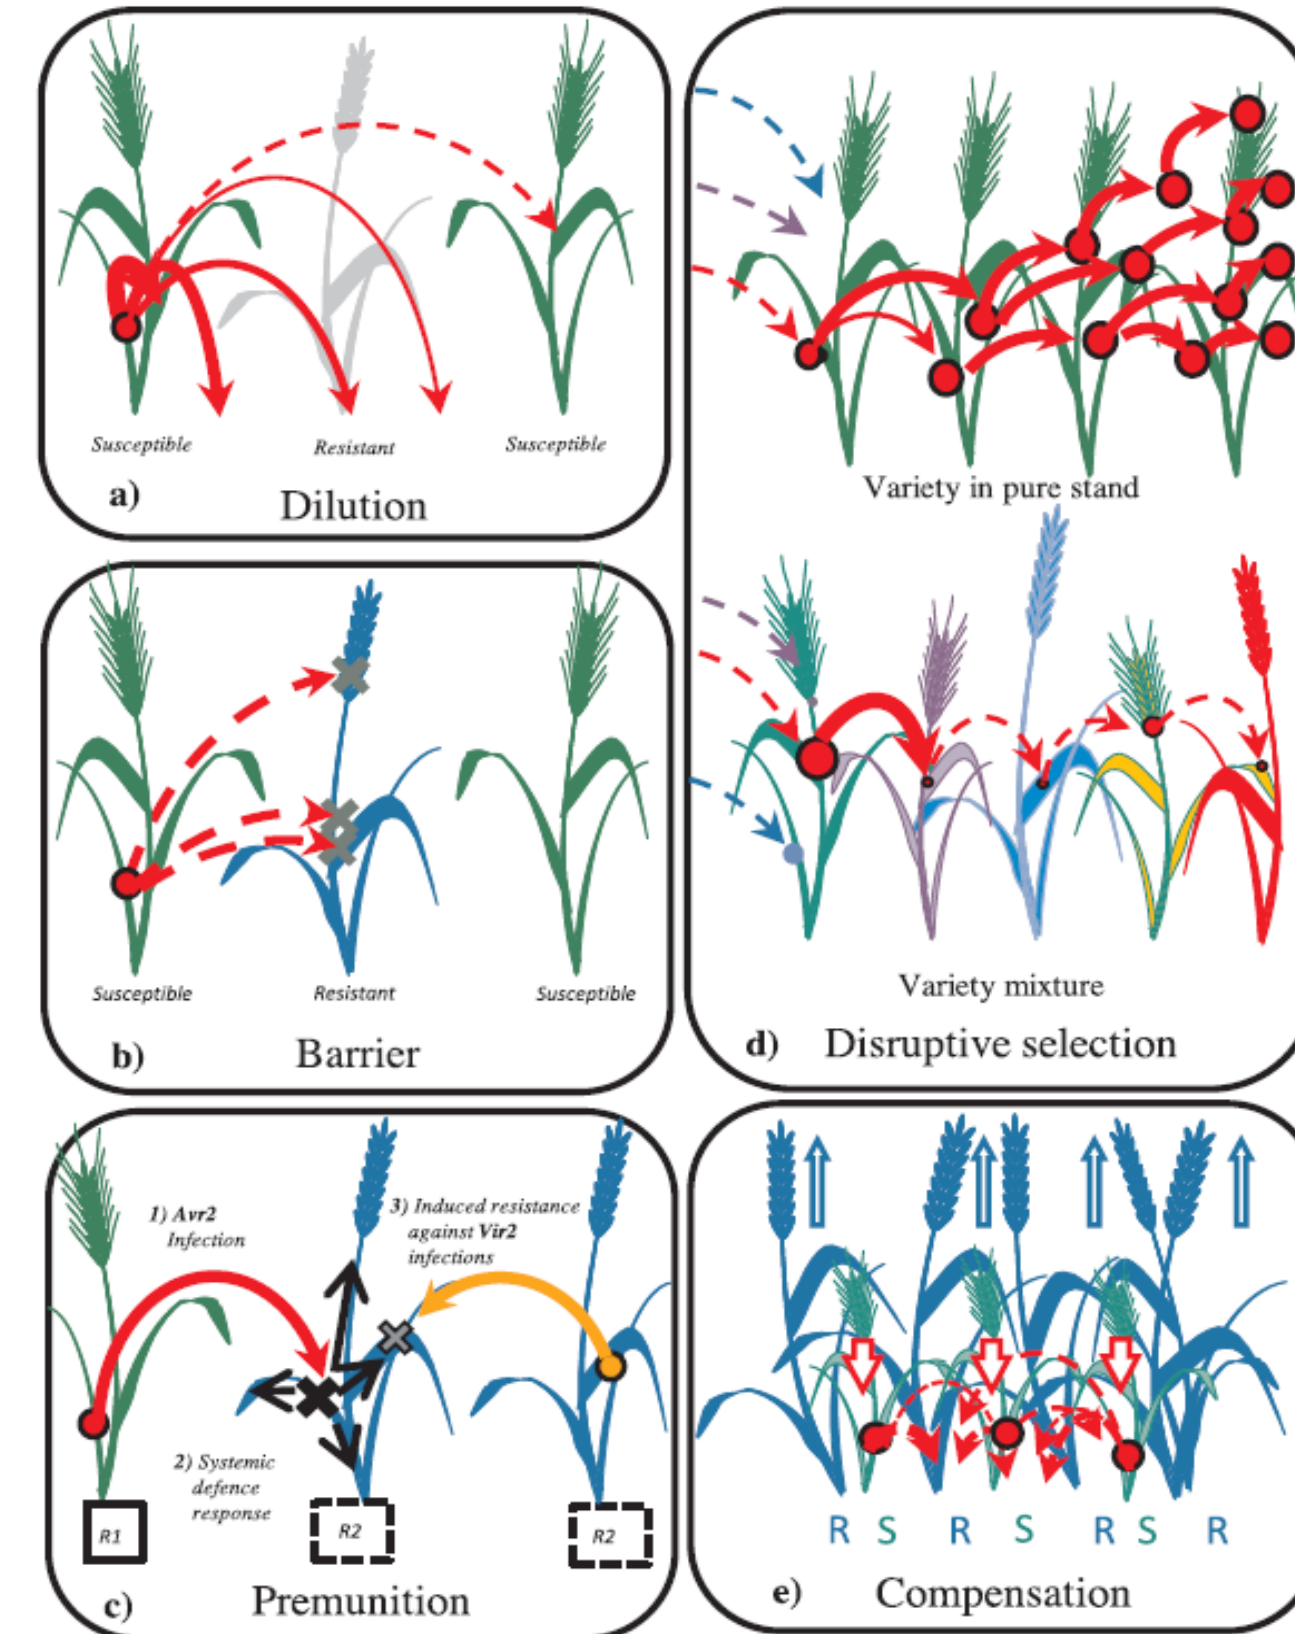 Susceptible
Resistant
Susceptible
a)
Dilution
Variety in pure stand
Susceptible
Resistant
Susceptible
b)
Barrier
Variety mixture
d)
Disruptive selection
1) Avr2
Infection
3) Induced resistance
against Vir2
infections
2) Systemic
defence
response
R1
R2
R2
c)
Premunition
R S R S R S R
e)
Compensation